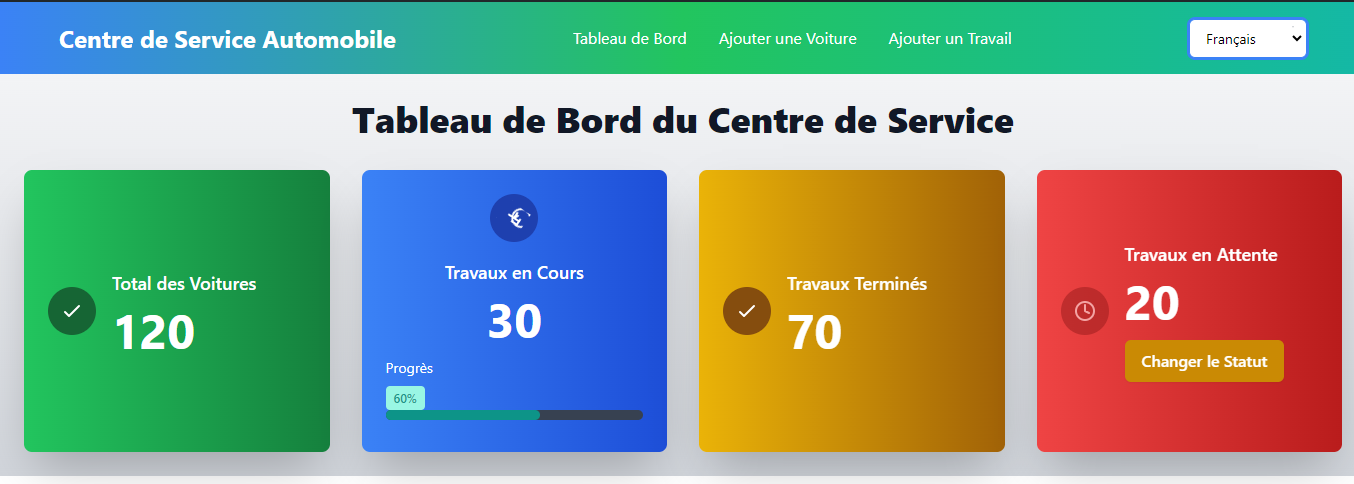 Centre de Service Automobile
Tableau de Bord
Ajouter une Voiture
Ajouter un Travail
Français
Tableau de Bord du Centre de Service
Total des Voitures
120
Travaux en Cours
30
Progrès
60%
Travaux Terminés
70
Travaux en Attente
20
Changer le Statut